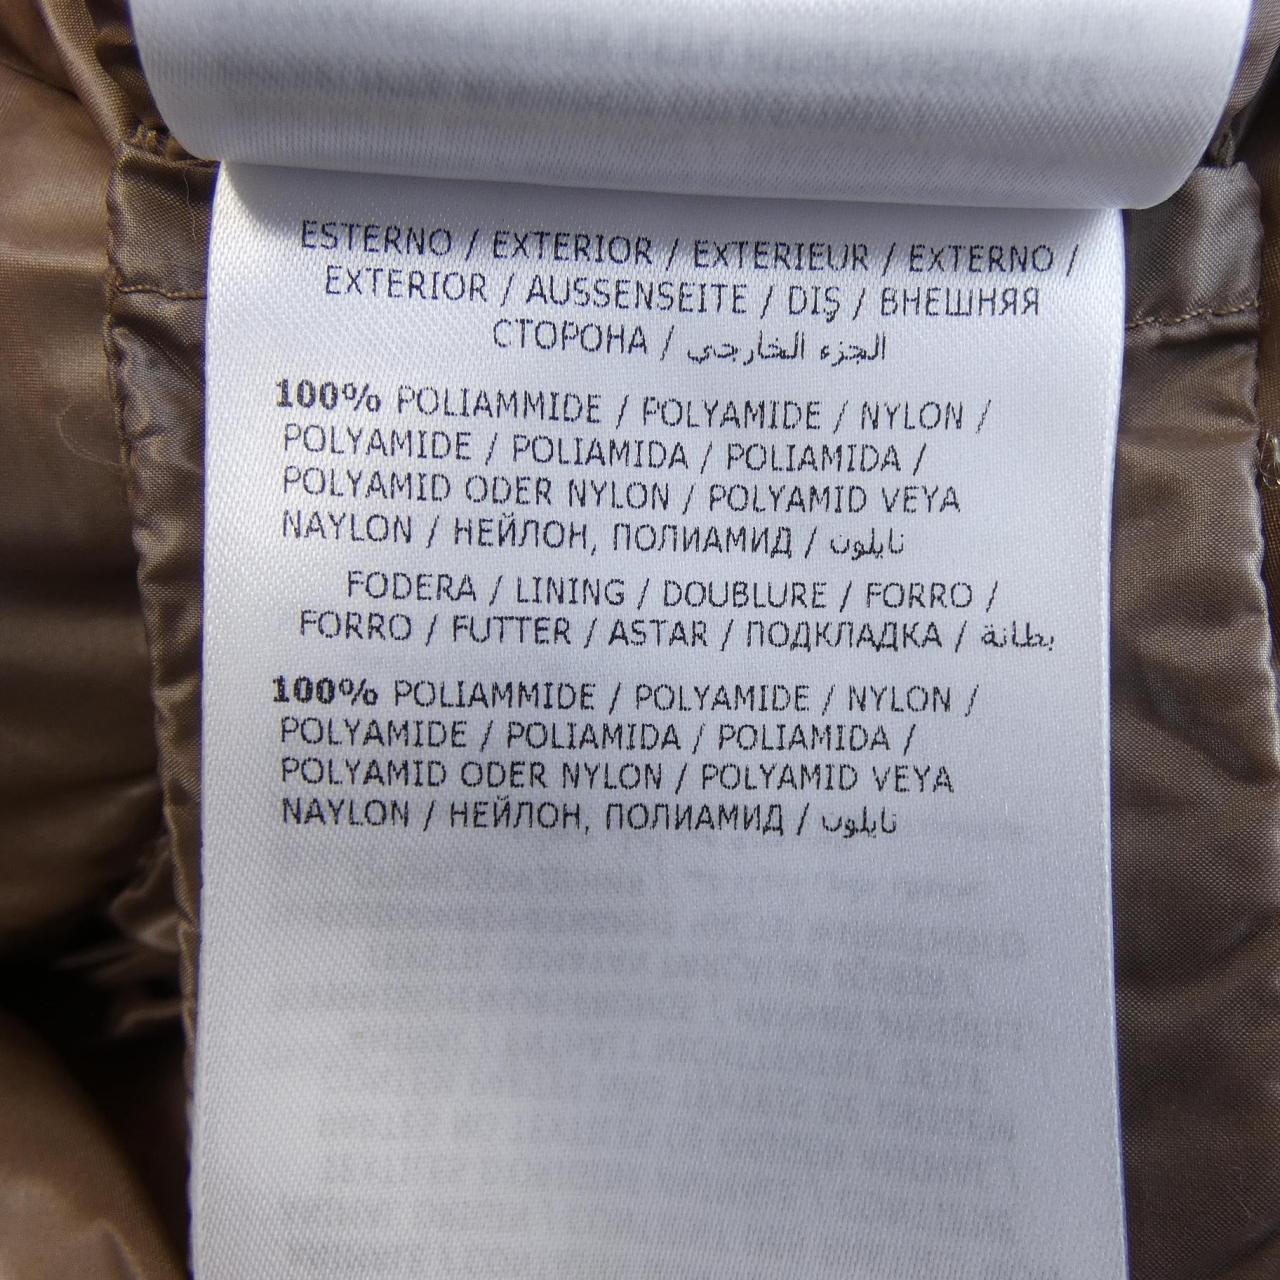 ESTERNO / EXTERIOR / EXTERIEUR / EXTERNO /
EXTERIOR / AUSSENSEITE / DIŞ / ВНЕШНЯЯ
СТОРОНА / الجزء الخارجي
100% POLIAMMIDE / POLYAMIDE / NYLON /
POLYAMIDE / POLIAMIDA / POLIAMIDA /
POLYAMID ODER NYLON / POLYAMID VEYA
NAYLON / НЕЙЛОН, ПОЛИАМИД / نايلون
FODERA / LINING / DOUBLURE / FORRO /
FORRO / FUTTER / ASTAR / ПОДКЛАДКА / بطانة
100% POLIAMMIDE / POLYAMIDE / NYLON /
POLYAMIDE / POLIAMIDA / POLIAMIDA /
POLYAMID ODER NYLON / POLYAMID VEYA
NAYLON / НЕЙЛОН, ПОЛИАМИД / نايلون